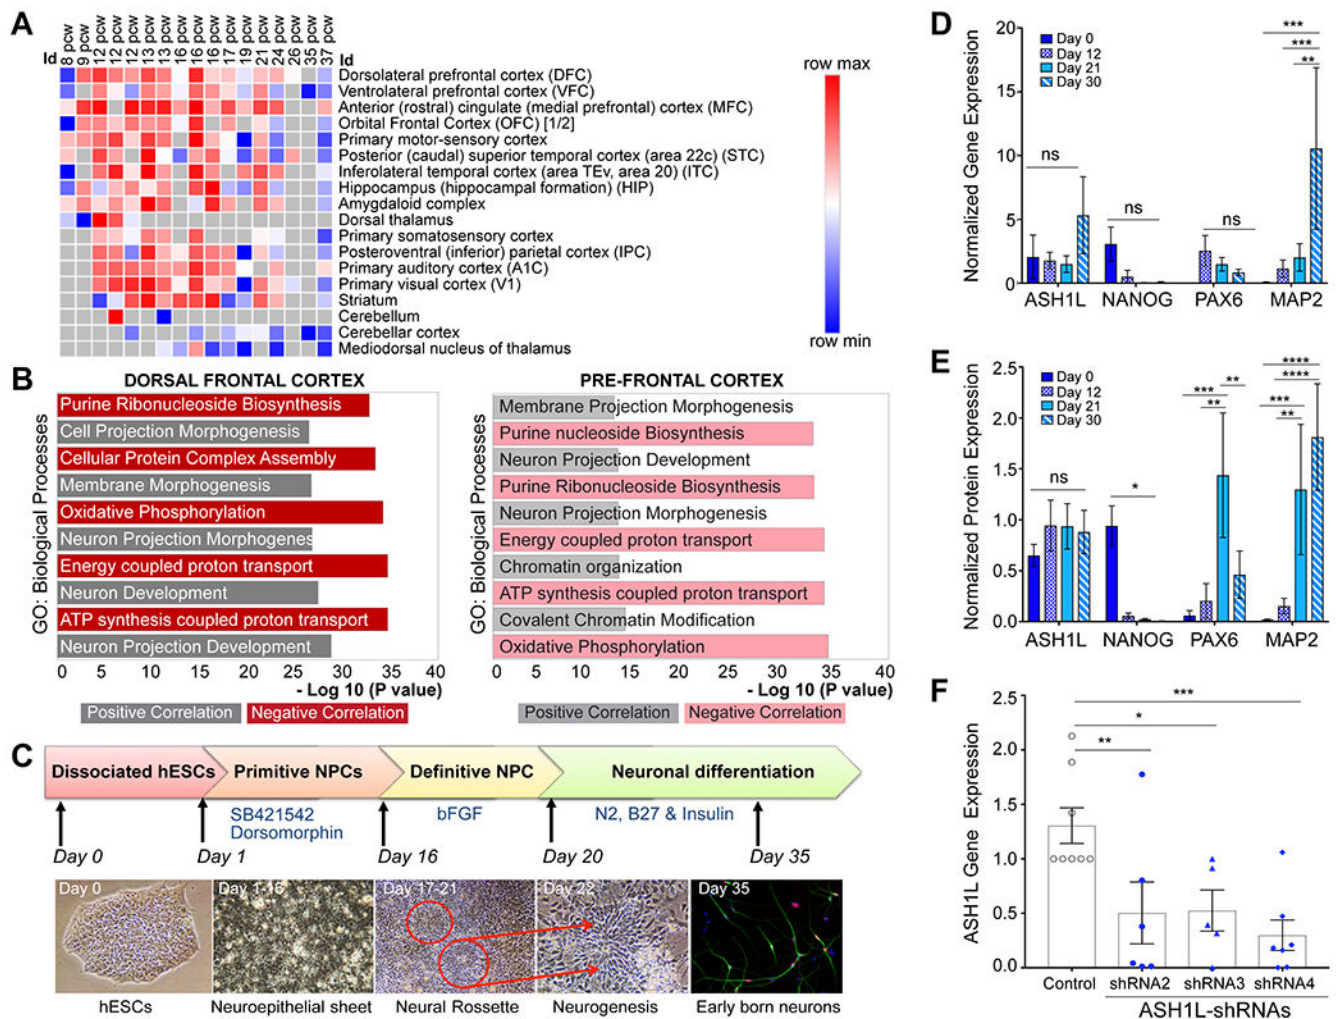 A
Id
8 pcw
9 pcw
12 pcw
12 pcw
12 pcw
13 pcw
13 pcw
16 pcw
16 pcw
16 pcw
17 pcw
19 pcw
21 pcw
24 pcw
26 pcw
35 pcw
37 pcw
Id
Dorsolateral prefrontal cortex (DFC)
Ventrolateral prefrontal cortex (VFC)
Anterior (rostral) cingulate (medial prefrontal) cortex (MFC)
Orbital Frontal Cortex (OFC) [1/2]
Primary motor-sensory cortex
Posterior (caudal) superior temporal cortex (area 22c) (STC)
Inferolateral temporal cortex (area TEv, area 20) (ITC)
Hippocampus (hippocampal formation) (HIP)
Amygdaloid complex
Dorsal thalamus
Primary somatosensory cortex
Posteroventral (inferior) parietal cortex (IPC)
Primary auditory cortex (A1C)
Primary visual cortex (V1)
Striatum
Cerebellum
Cerebellar cortex
Mediodorsal nucleus of thalamus
row max
row min
B
DORSAL FRONTAL CORTEX
GO: Biological Processes
Purine Ribonucleoside Biosynthesis
Cell Projection Morphogenesis
Cellular Protein Complex Assembly
Membrane Morphogenesis
Oxidative Phosphorylation
Neuron Projection Morphogenes
Energy coupled proton transport
Neuron Development
ATP synthesis coupled proton transport
Neuron Projection Development
0 5 10 15 20 25 30 35 40
- Log 10 (P value)
Positive Correlation Negative Correlation
PRE-FRONTAL CORTEX
GO: Biological Processes
Membrane Projection Morphogenesis
Purine nucleoside Biosynthesis
Neuron Projection Development
Purine Ribonucleoside Biosynthesis
Neuron Projection Morphogenesis
Energy coupled proton transport
Chromatin organization
ATP synthesis coupled proton transport
Covalent Chromatin Modification
Oxidative Phosphorylation
0 5 10 15 20 25 30 35 40
- Log 10 (P value)
Positive Correlation Negative Correlation
C
Dissociated hESCs Primitive NPCs Definitive NPC Neuronal differentiation
SB421542
Dorsomorphin
bFGF
N2, B27 & Insulin
Day 0 Day 1 Day 16 Day 20 Day 35
Day 0 Day 1-16 Day 17-21 Day 22 Day 35
hESCs Neuroepithelial sheet Neural Rossette Neurogenesis Early born neurons
D
Normalized Gene Expression
20
15
10
5
0
Day 0
Day 12
Day 21
Day 30
ns
ns
ns
***
***
**
ASH1L NANOG PAX6 MAP2
E
Normalized Protein Expression
2.5
2.0
1.5
1.0
0.5
0.0
Day 0
Day 12
Day 21
Day 30
ns
*
***
**
**
****
****
***
**
ASH1L NANOG PAX6 MAP2
F
ASH1L Gene Expression
2.5
2.0
1.5
1.0
0.5
0.0
***
*
**
Control shRNA2 shRNA3 shRNA4
ASH1L-shRNAs